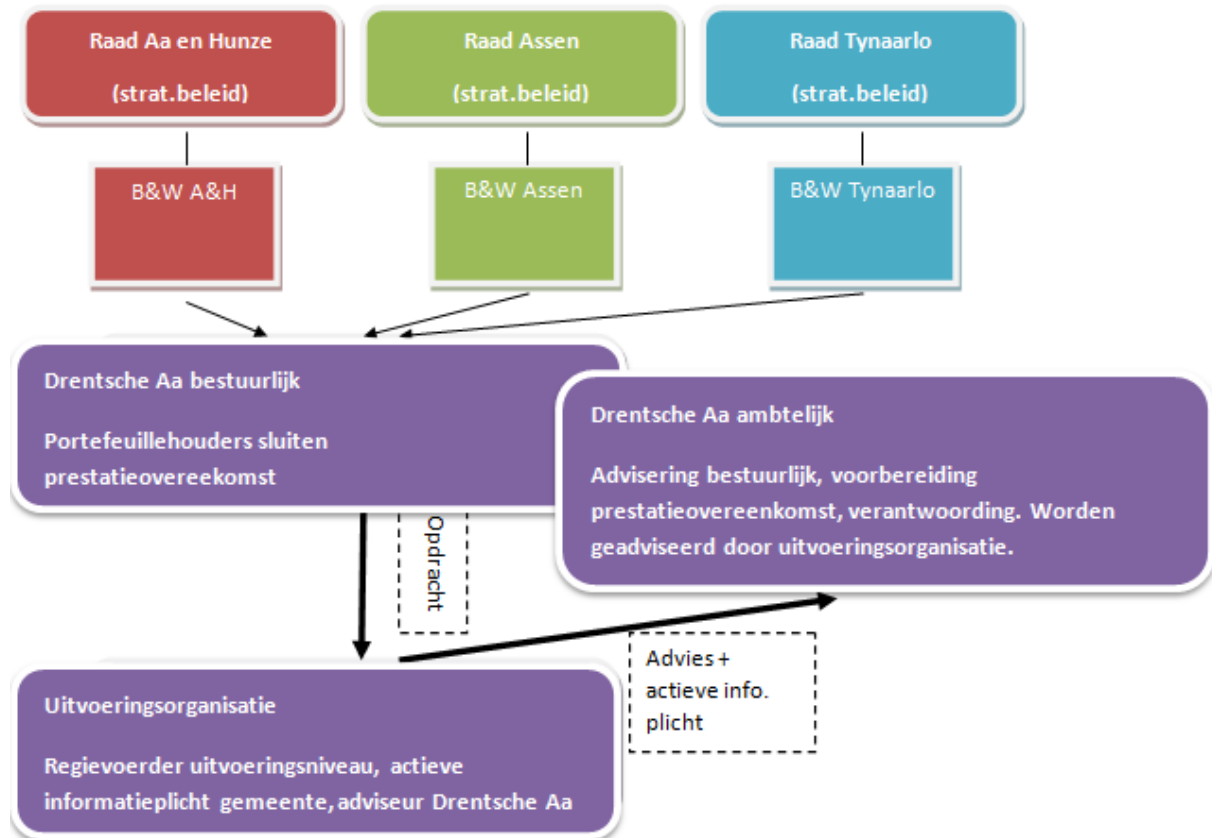 Raad Aa en Hunze
(strat.beleid)
Raad Assen
(strat.beleid)
Raad Tynaarlo
(strat.beleid)
B&W A&H
B&W Assen
B&W Tynaarlo
Drentsche Aa bestuurlijk
Portefeuillehouders sluiten
prestatieovereekomst
Drentsche Aa ambtelijk
Advisering bestuurlijk, voorbereiding
prestatieovereenkomst, verantwoording. Worden
geadviseerd door uitvoeringsorganisatie.
Opdracht
Advies +
actieve info.
plicht
Uitvoeringsorganisatie
Regievoerder uitvoeringsniveau, actieve
informatieplicht gemeente, adviseur Drentsche Aa